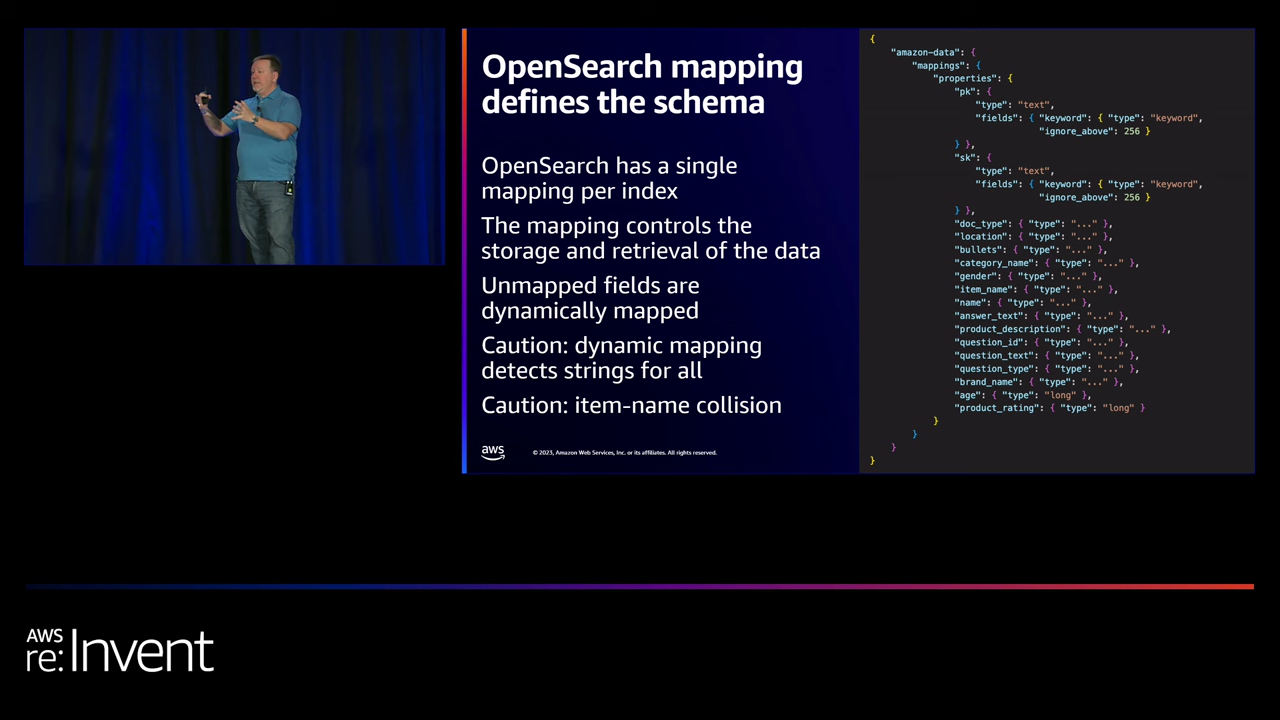 OpenSearch mapping
defines the schema
OpenSearch has a single
mapping per index
The mapping controls the
storage and retrieval of the data
Unmapped fields are
dynamically mapped
Caution: dynamic mapping
detects strings for all
Caution: item-name collision
aws
© 2023, Amazon Web Services, Inc. or its affiliates. All rights reserved.
{
"amazon-data": {
"mappings": {
"properties": {
"pk": {
"type": "text",
"fields": { "keyword": { "type": "keyword",
"ignore_above": 256 }
} },
"sk": {
"type": "text",
"fields": { "keyword": { "type": "keyword",
"ignore_above": 256 }
} },
"doc_type": { "type": "..." },
"location": { "type": "..." },
"bullets": { "type": "..." },
"category_name": { "type": "..." },
"gender": { "type": "..." },
"item_name": { "type": "..." },
"name": { "type": "..." },
"answer_text": { "type": "..." },
"product_description": { "type": "..." },
"question_id": { "type": "..." },
"question_text": { "type": "..." },
"question_type": { "type": "..." },
"brand_name": { "type": "..." },
"age": { "type": "long" },
"product_rating": { "type": "long" }
}
}
}
}
AWS
re:Invent